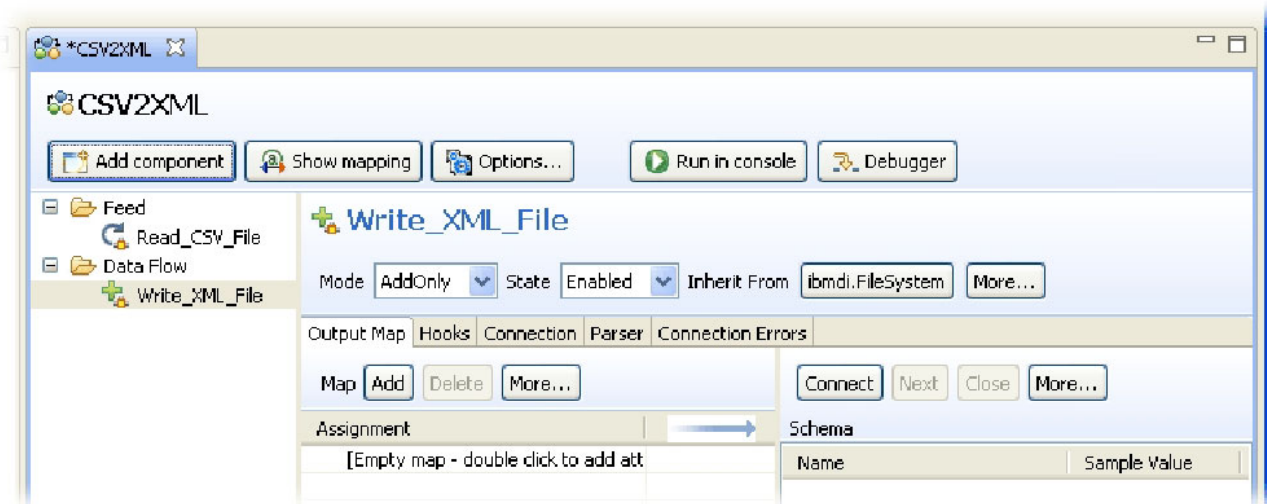 *CSV2XML
CSV2XML
Add component Show mapping Options... Run in console Debugger
Feed
Read_CSV_File
Data Flow
Write_XML_File
Write_XML_File
Mode AddOnly State Enabled Inherit From ibmdi.FileSystem More...
Output Map Hooks Connection Parser Connection Errors
Map Add Delete More... Connect Next Close More...
Assignment Schema
[Empty map - double click to add att Name Sample Value